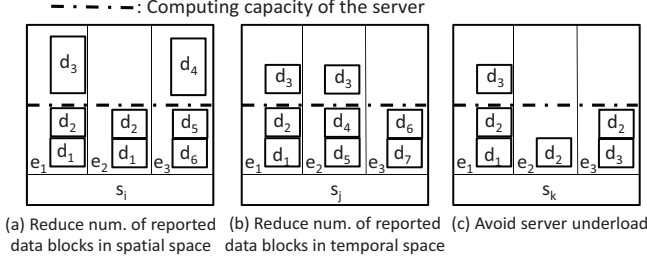 : Computing capacity of the server
d3 d4 d3 d3 d3
d2 d2 d5 d2 d4 d6 d2 d2
e1 d1 e2 d1 e3 d6 e1 d1 e2 d5 e3 d7 e1 d1 e2 d2 e3 d3
si sj sk
(a) Reduce num. of reported data blocks in spatial space
(b) Reduce num. of reported data blocks in temporal space
(c) Avoid server underload